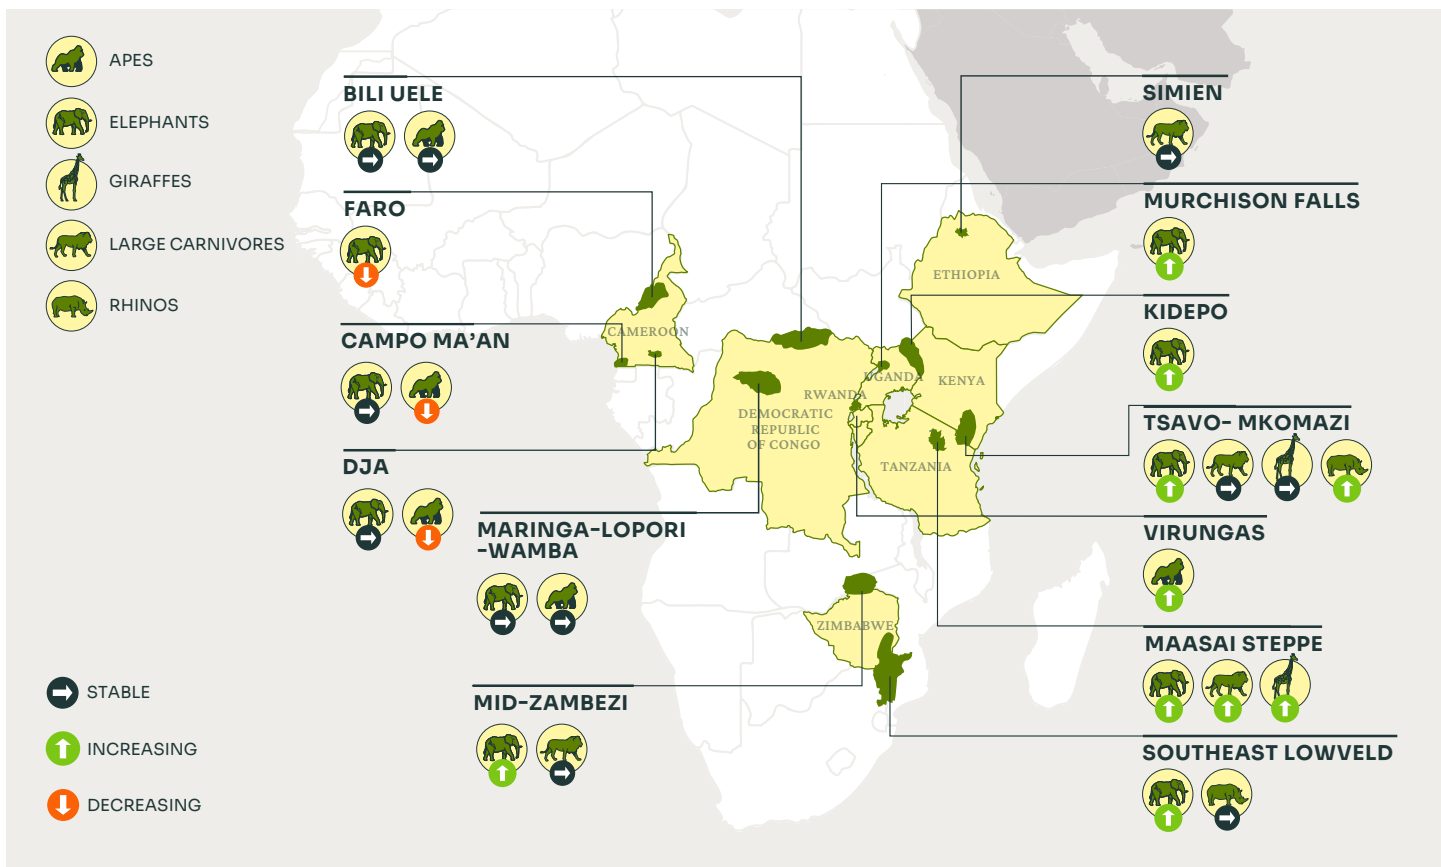 APES
ELEPHANTS
GIRAFFES
LARGE CARNIVORES
RHINOS
BILI UELE
FARO
CAMPO MA’AN
DJA
MARINGA-LOPORI
-WAMBA
MID-ZAMBEZI
SIMIEN
MURCHISON FALLS
KIDEPO
TSAVO- MKOMAZI
VIRUNGAS
MAASAI STEPPE
SOUTHEAST LOWVELD
ETHIOPIA
CAMEROON
UGANDA
KENYA
RWANDA
DEMOCRATIC
REPUBLIC
OF CONGO
TANZANIA
ZIMBABWE
STABLE
INCREASING
DECREASING